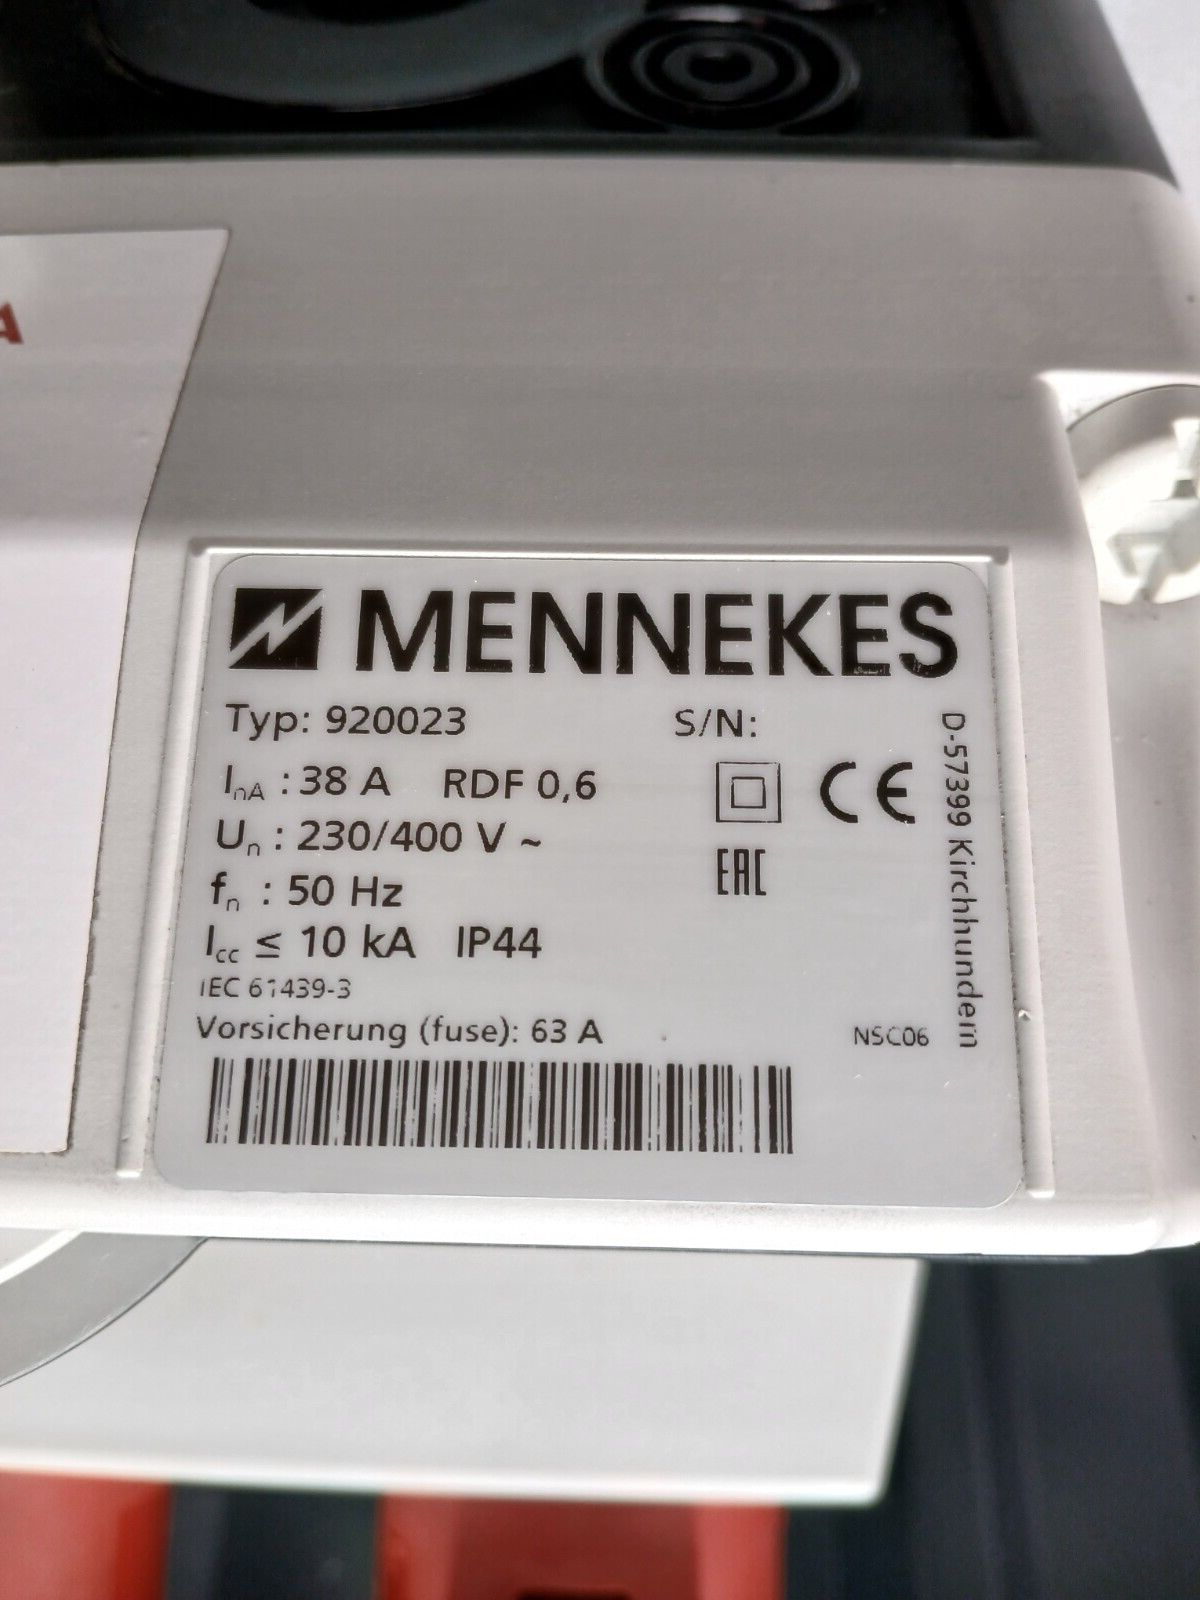 A
MENNEKES
Typ: 920023 S/N:
InA : 38 A RDF 0,6
Un : 230/400 V ~
fn : 50 Hz
Icc ≤ 10 kA IP44
IEC 61439-3
Vorsicherung (fuse): 63 A
CE
EAC
NSC06
D-57399 Kirchhundem